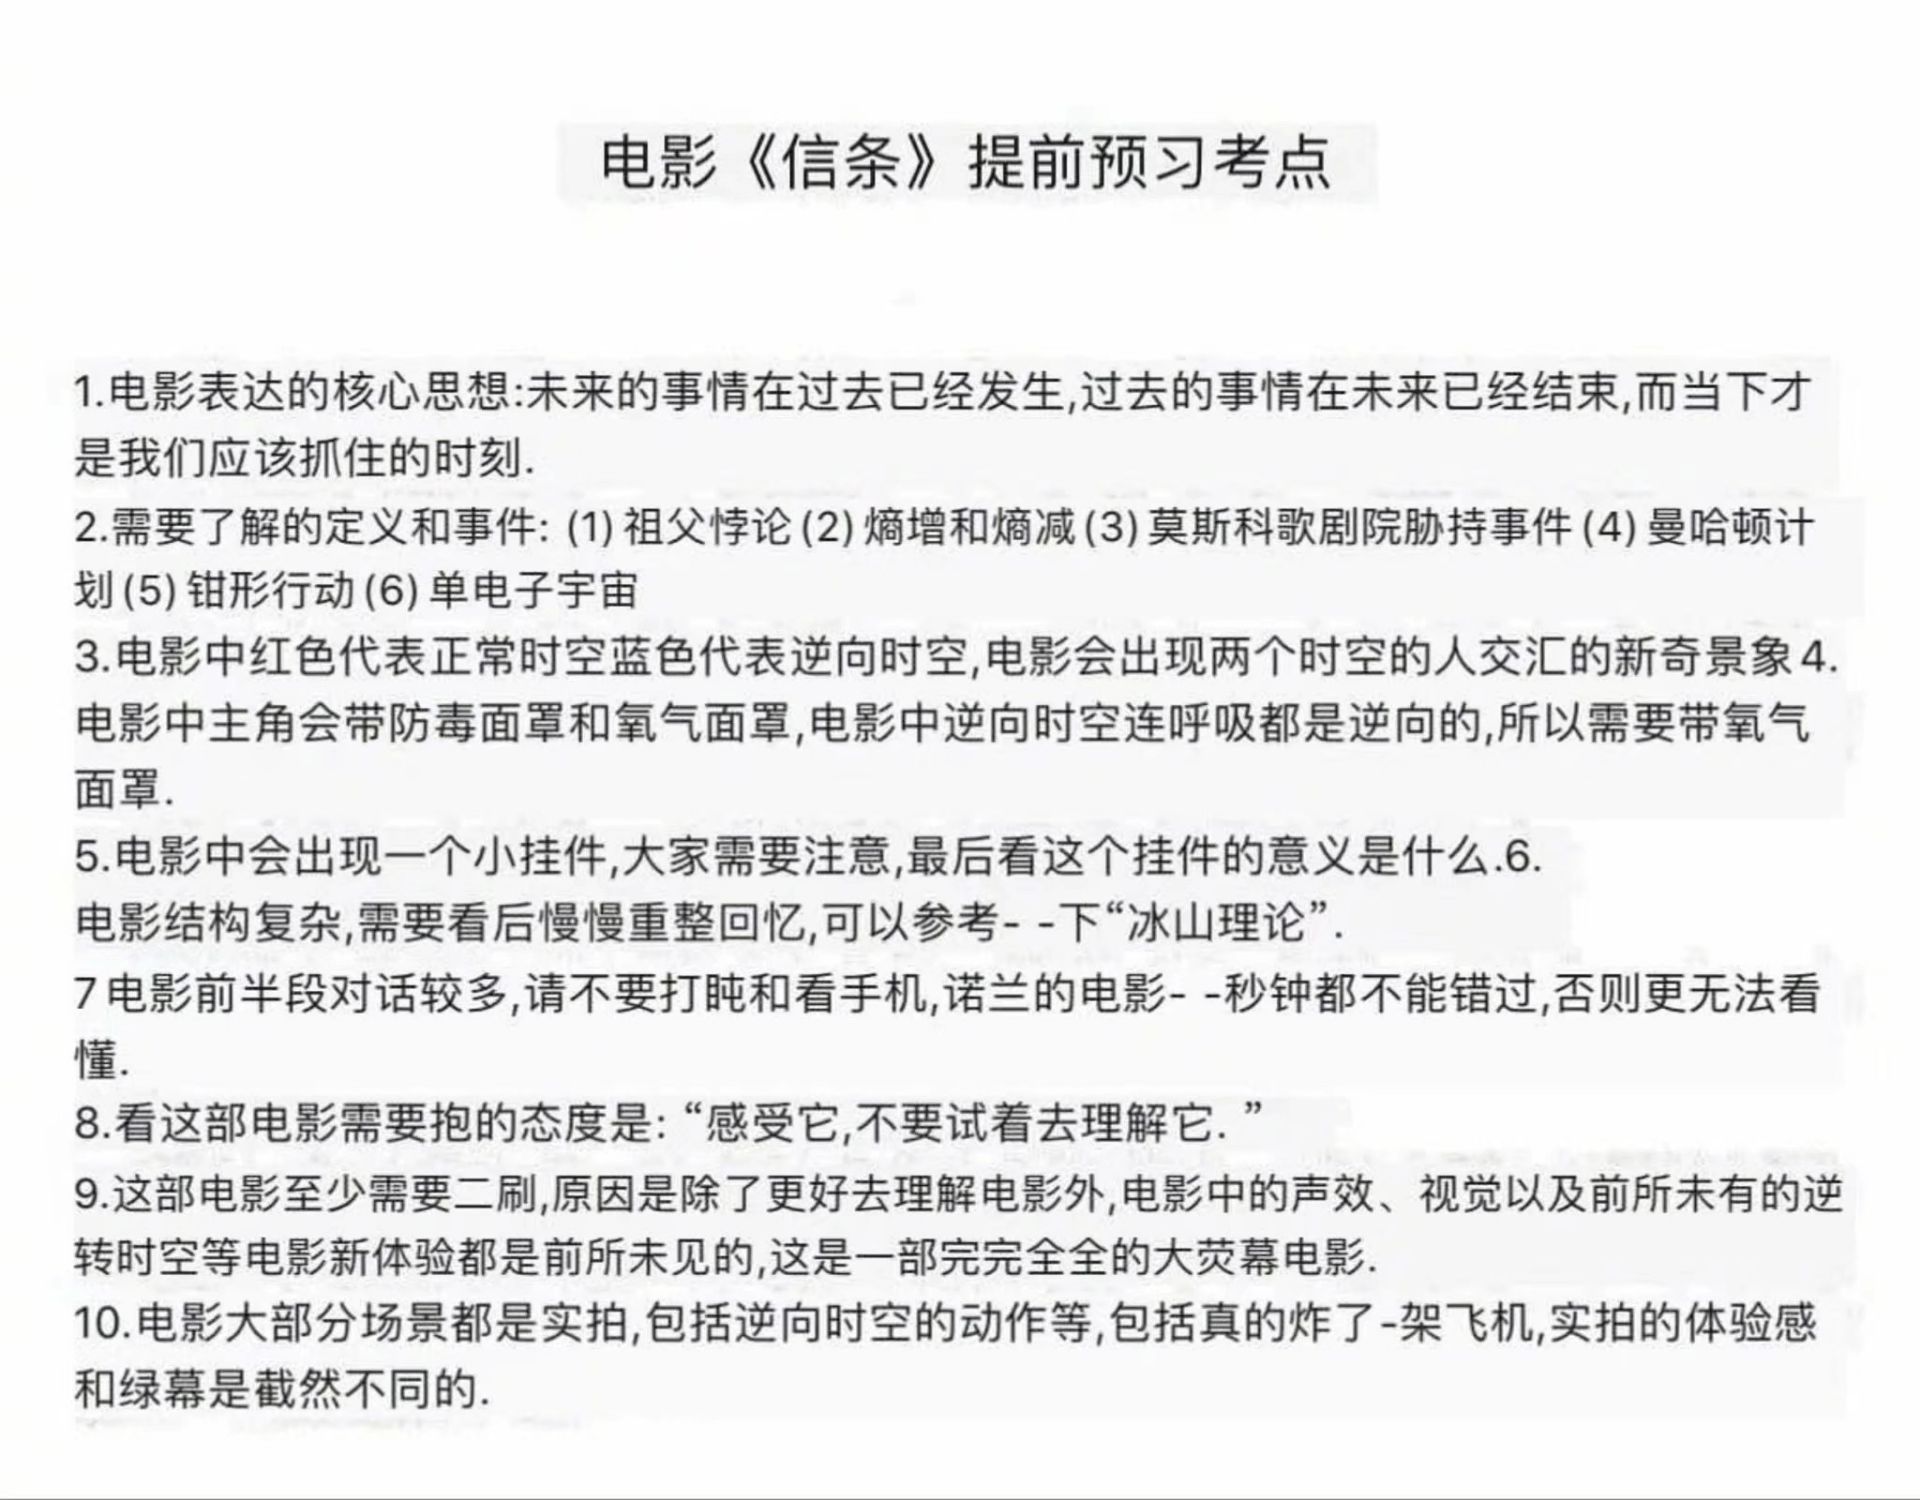 电影《信条》提前预习考点
1.电影表达的核心思想:未来的事情在过去已经发生,过去的事情在未来已经结束,而当下才
是我们应该抓住的时刻.
2.需要了解的定义和事件: (1) 祖父悖论 (2) 熵增和熵减 (3) 莫斯科歌剧院胁持事件 (4) 曼哈顿计
划 (5) 钳形行动 (6) 单电子宇宙
3.电影中红色代表正常时空蓝色代表逆向时空,电影会出现两个时空的人交汇的新奇景象 4.
电影中主角会带防毒面罩和氧气面罩,电影中逆向时空连呼吸都是逆向的,所以需要带氧气
面罩.
5.电影中会出现一个小挂件,大家需要注意,最后看这个挂件的意义是什么.6.
电影结构复杂,需要看后慢慢重整回忆,可以参考- -下“冰山理论”.
7 电影前半段对话较多,请不要打盹和看手机,诺兰的电影- -秒钟都不能错过,否则更无法看
懂.
8.看这部电影需要抱的态度是: “感受它,不要试着去理解它. ”
9.这部电影至少需要二刷,原因是除了更好去理解电影外,电影中的声效、视觉以及前所未有的逆
转时空等电影新体验都是前所未见的,这是一部完完全全的大荧幕电影.
10.电影大部分场景都是实拍,包括逆向时空的动作等,包括真的炸了-架飞机,实拍的体验感
和绿幕是截然不同的.